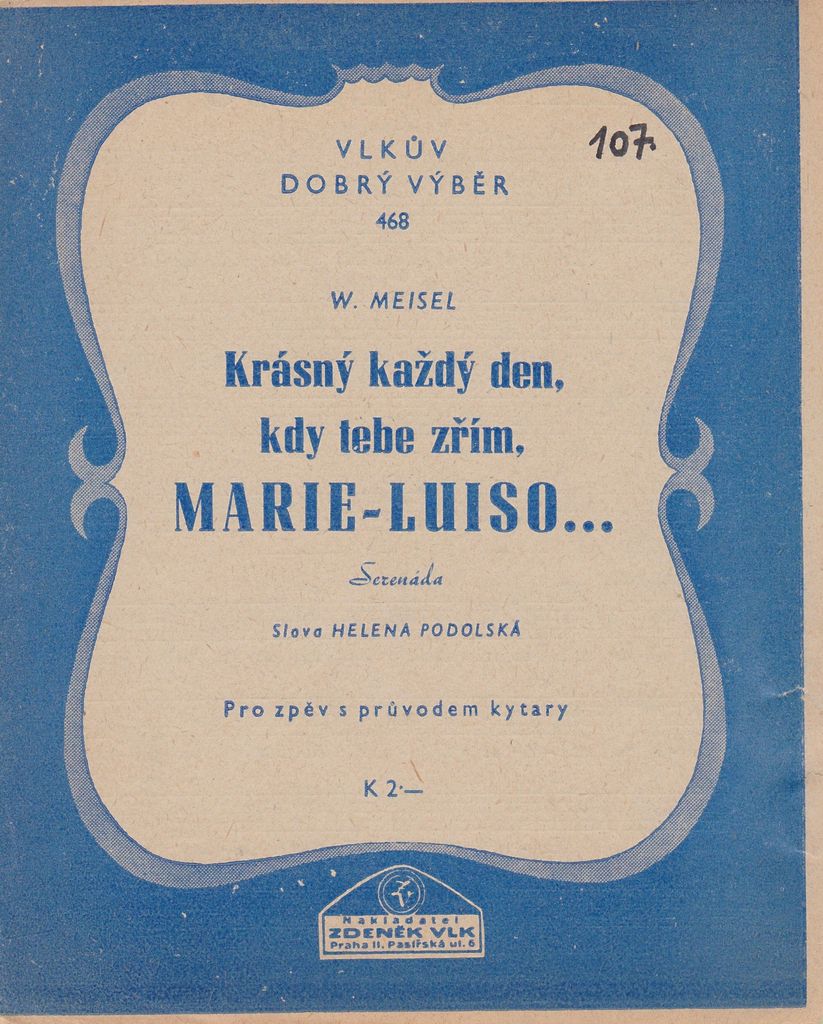 VLKŮV
107.
DOBRÝ VÝBĚR
468
W. MEISEL
Krásný každý den,
kdy tebe zřím,
MARIE-LUISO...
Serenáda
Slova HELENA PODOLSKÁ
Pro zpěv s průvodem kytary
K 2·—
Nakladatel
ZDENĚK VLK
Praha II. Pasířská ul. 6